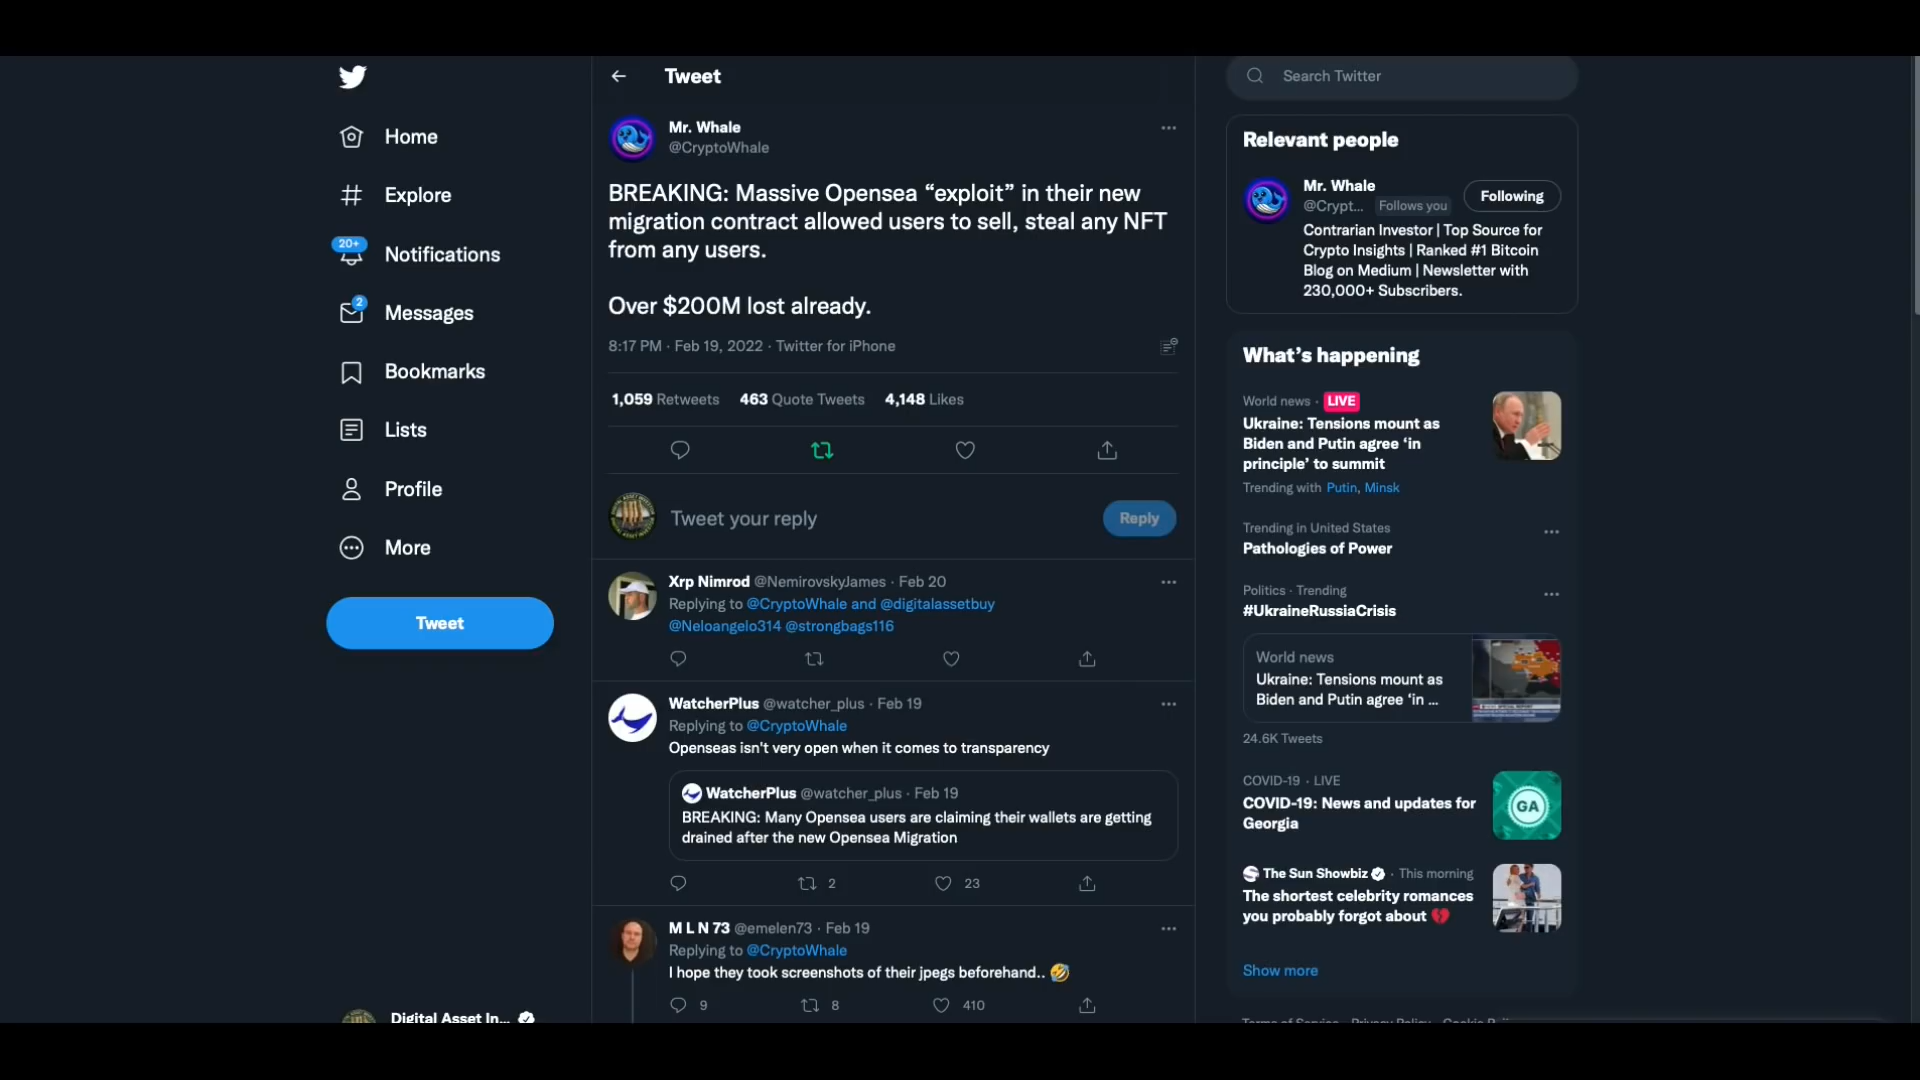 Home
Explore
20+
Notifications
2
Messages
Bookmarks
Lists
Profile
More
Tweet
Digital Asset In...
Tweet
Mr. Whale
@CryptoWhale
BREAKING: Massive Opensea “exploit” in their new
migration contract allowed users to sell, steal any NFT
from any users.
Over $200M lost already.
8:17 PM · Feb 19, 2022 · Twitter for iPhone
1,059 Retweets 463 Quote Tweets 4,148 Likes
Tweet your reply
Reply
Xrp Nimrod @NemirovskyJames · Feb 20
Replying to @CryptoWhale and @digitalassetbuy
@Neloangelo314 @strongbags116
WatcherPlus @watcher_plus · Feb 19
Replying to @CryptoWhale
Openseas isn't very open when it comes to transparency
WatcherPlus @watcher_plus · Feb 19
BREAKING: Many Opensea users are claiming their wallets are getting
drained after the new Opensea Migration
2 23
M L N 73 @emelen73 · Feb 19
Replying to @CryptoWhale
I hope they took screenshots of their jpegs beforehand.. 🤣
9 8 410
Search Twitter
Relevant people
Mr. Whale
@Crypt... Follows you
Following
Contrarian Investor | Top Source for
Crypto Insights | Ranked #1 Bitcoin
Blog on Medium | Newsletter with
230,000+ Subscribers.
What’s happening
World news · LIVE
Ukraine: Tensions mount as
Biden and Putin agree ‘in
principle’ to summit
Trending with Putin, Minsk
Trending in United States
Pathologies of Power
Politics · Trending
#UkraineRussiaCrisis
World news
Ukraine: Tensions mount as
Biden and Putin agree ‘in ...
24.6K Tweets
COVID-19 · LIVE
COVID-19: News and updates for
Georgia
GA
The Sun Showbiz · This morning
The shortest celebrity romances
you probably forgot about 💔
Show more
Terms of Service Privacy Policy